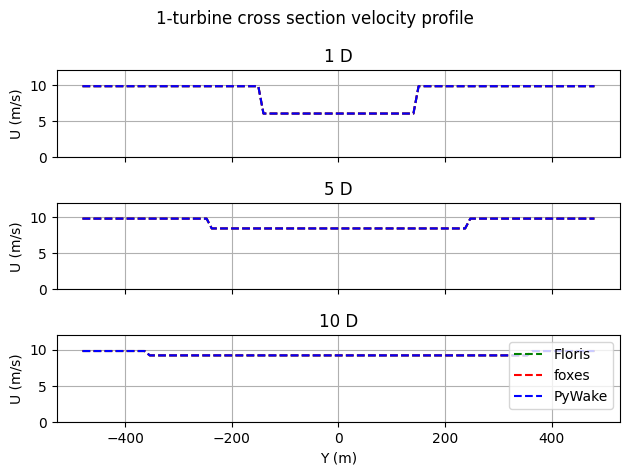 1-turbine cross section velocity profile
1 D
10
5
0
U (m/s)
5 D
10
5
0
U (m/s)
10 D
10
5
0
U (m/s)
Floris
foxes
PyWake
−400
−200
0
200
400
Y (m)